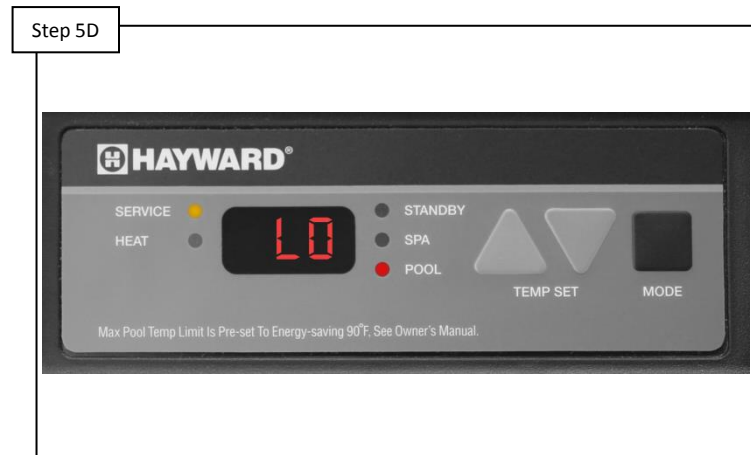 Step 5D
HAYWARD®
SERVICE
HEAT
LO
STANDBY
SPA
POOL
TEMP SET
MODE
Max Pool Temp Limit Is Pre-set To Energy-saving 90°F. See Owner's Manual.